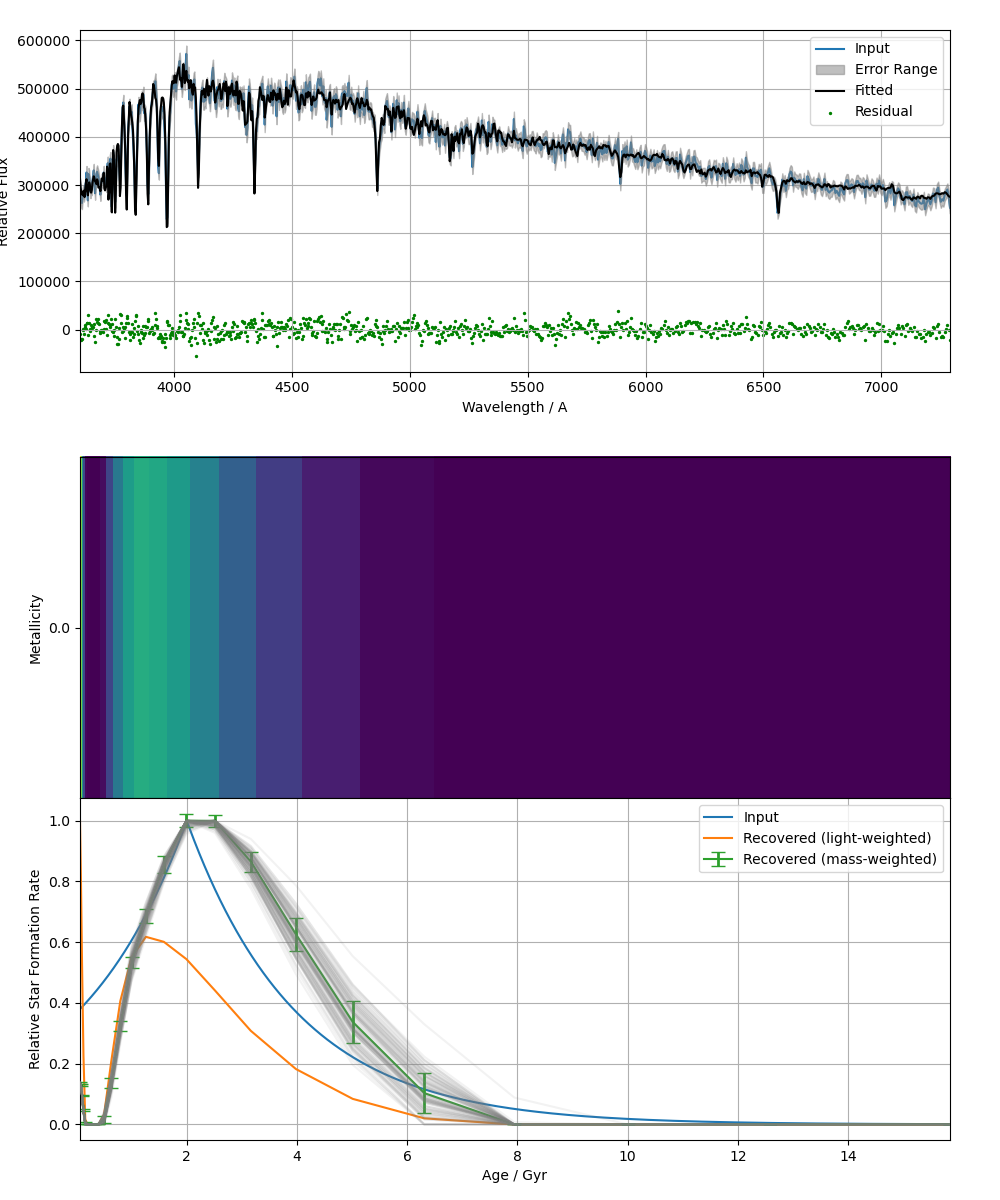 600000
500000
400000
300000
200000
100000
0
Relative Flux
Input
Error Range
Fitted
Residual
4000 4500 5000 5500 6000 6500 7000
Wavelength / A
Metallicity
0.0
1.0
0.8
0.6
0.4
0.2
0.0
Relative Star Formation Rate
Input
Recovered (light-weighted)
Recovered (mass-weighted)
2 4 6 8 10 12 14
Age / Gyr